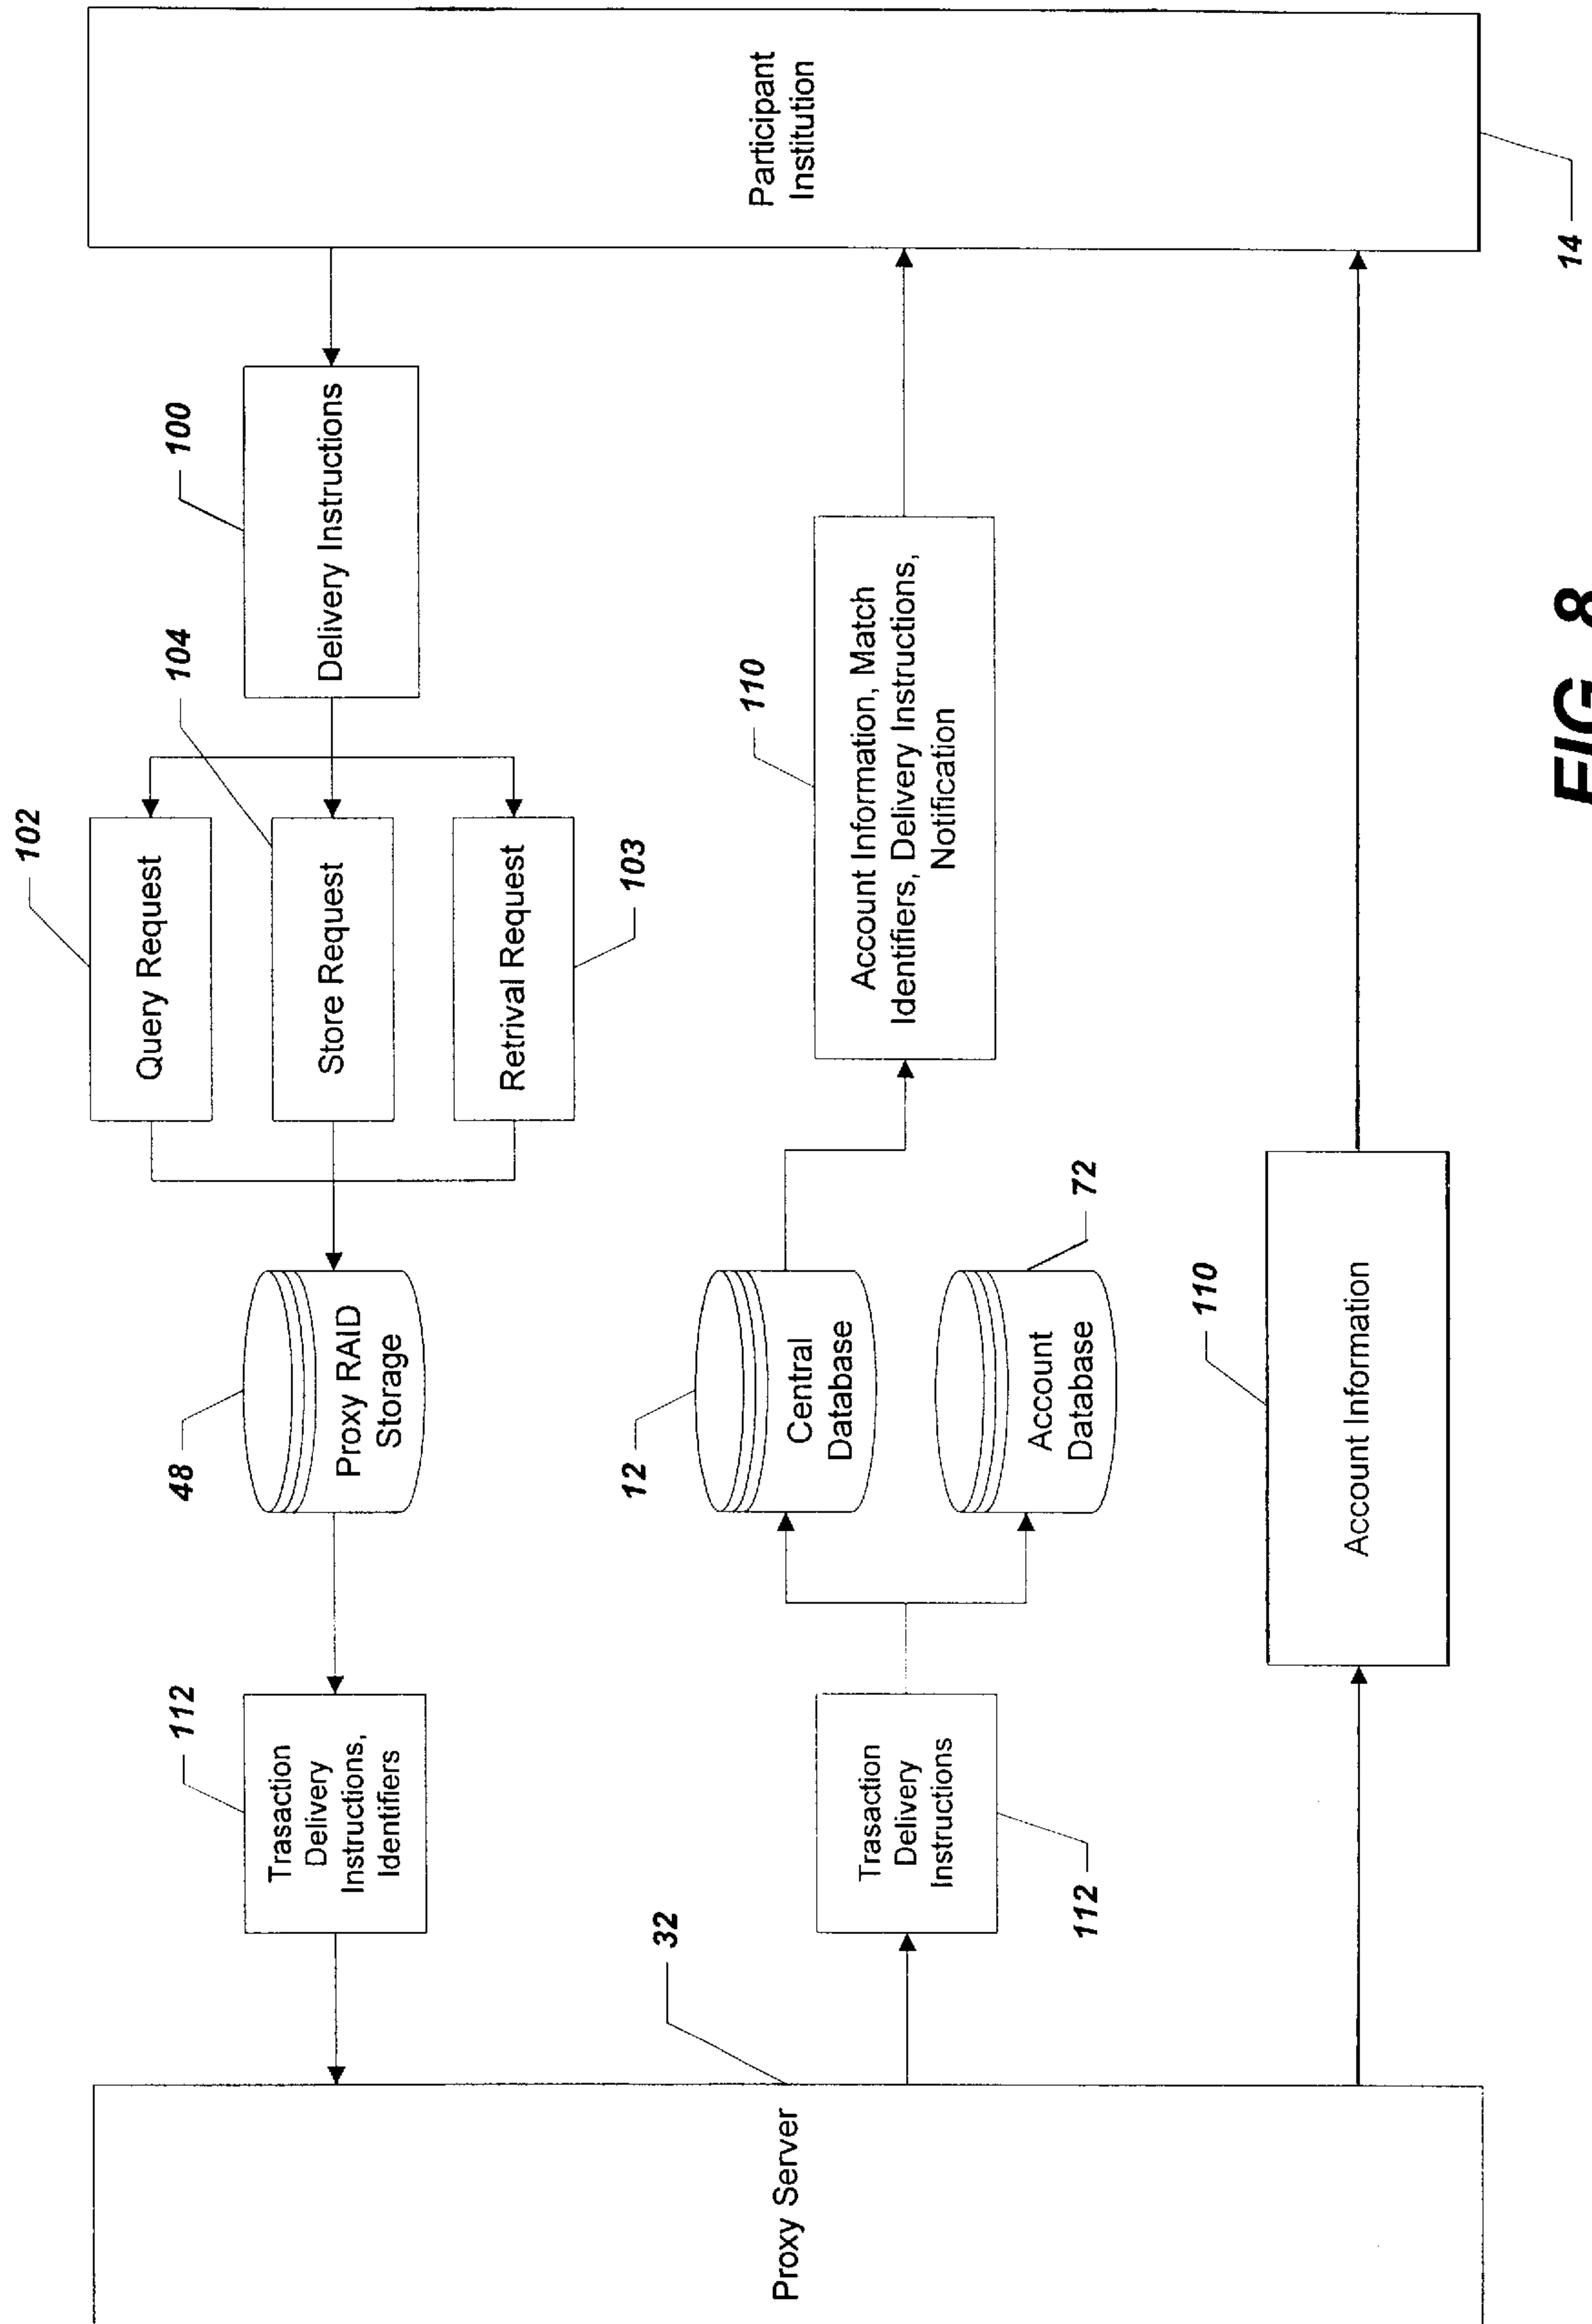 Proxy Server
32
112
Trasaction
Delivery
Instructions,
Identifiers
48
Proxy RAID
Storage
102
Query Request
104
Store Request
Retrival Request
103
100
Delivery Instructions
Participant
Institution
14
Trasaction
Delivery
Instructions
112
12
Central
Database
72
Account
Database
110
Account Information, Match
Identifiers, Delivery Instructions,
Notification
110
Account Information
FIG 8